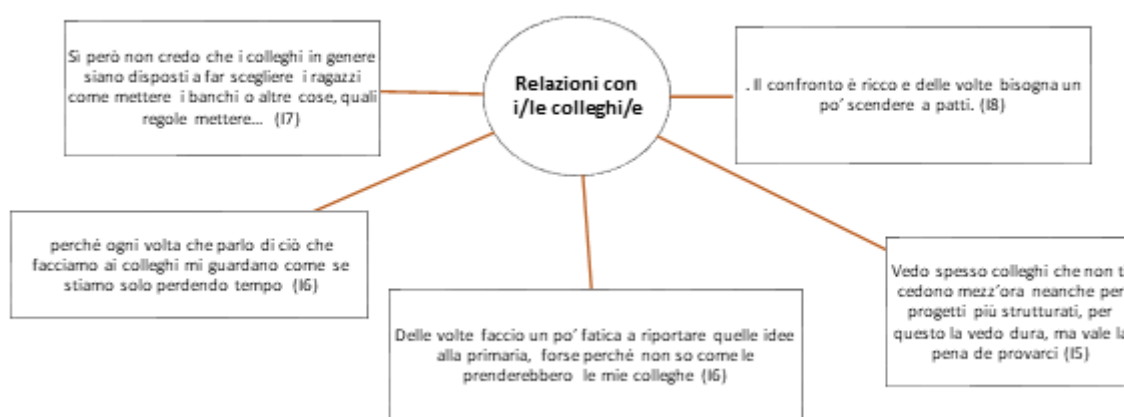 Si però non credo che i colleghi in genere
siano disposti a far scegliere i ragazzi
come mettere i banchi o altre cose, quali
regole mettere... (I7)
Relazioni con
i/le colleghi/e
. Il confronto è ricco e delle volte bisogna un
po' scendere a patti. (I8)
perché ogni volta che parlo di ciò che
facciamo ai colleghi mi guardano come se
stiamo solo perdendo tempo (I6)
Delle volte faccio un po' fatica a riportare quelle idee
alla primaria, forse perché non so come le
prenderebbero le mie colleghe (I6)
Vedo spesso colleghi che non t
cedono mezz'ora neanche per
progetti più strutturati, per
questo la vedo dura, ma vale la
pena de provarci (I5)